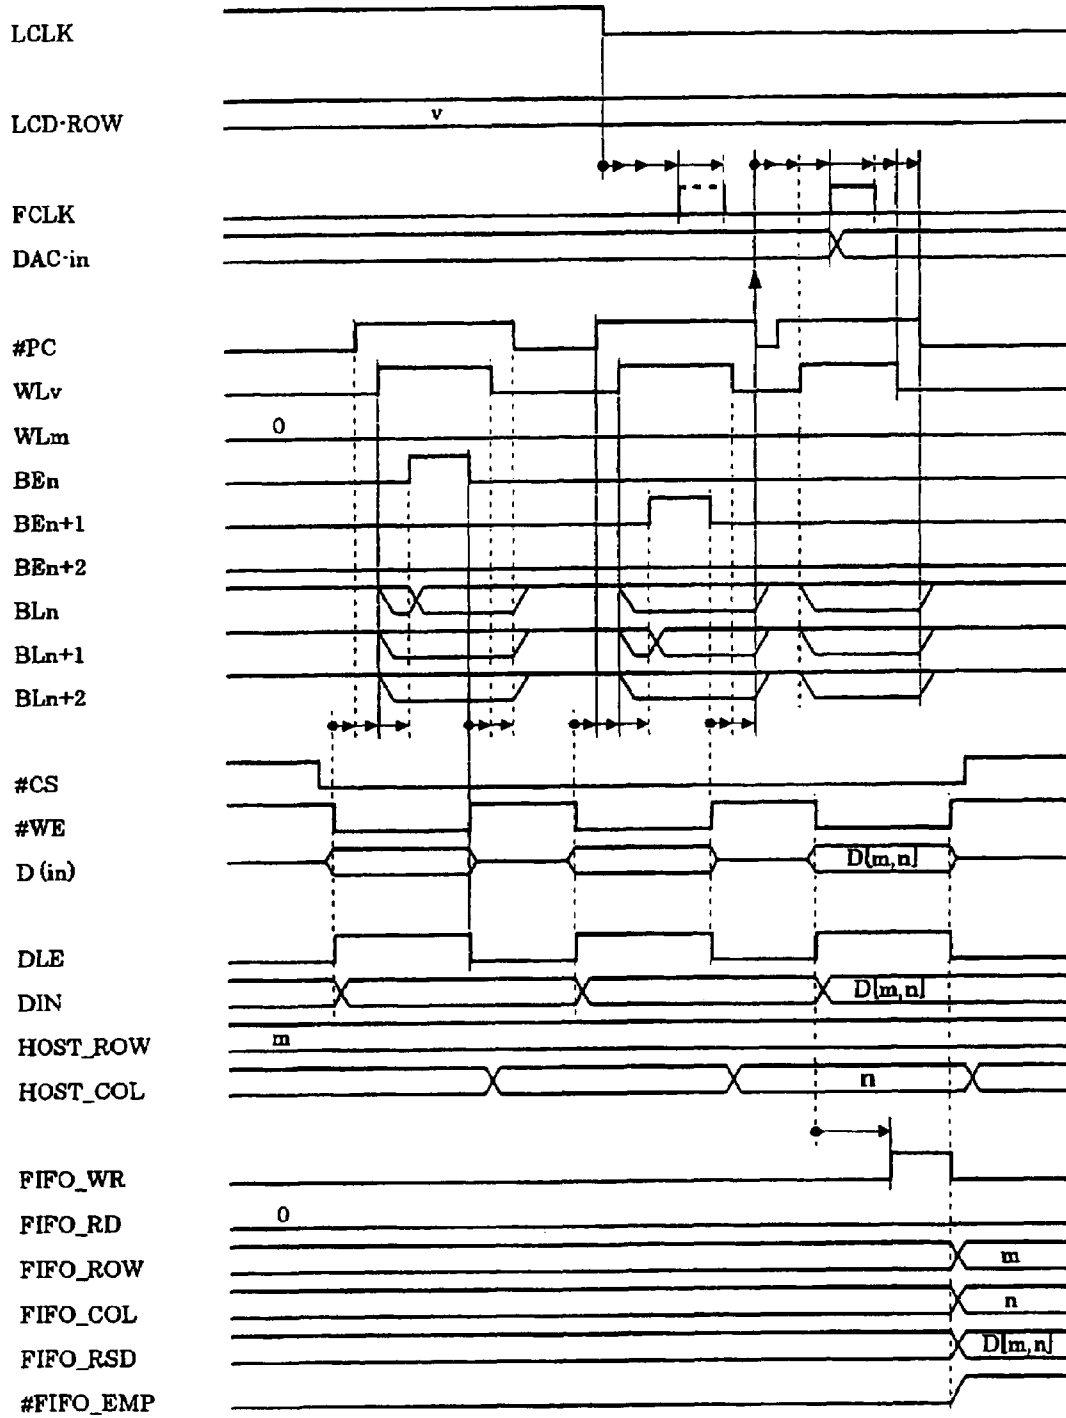 LCLK
LCD-ROW
v
FCLK
DAC-in
#PC
WLv
WLm
0
BEn
BEn+1
BEn+2
BLn
BLn+1
BLn+2
#CS
#WE
D (in)
D[m,n]
DLE
DIN
D[m,n]
HOST_ROW
m
HOST_COL
n
FIFO_WR
FIFO_RD
0
FIFO_ROW
m
FIFO_COL
n
FIFO_RSD
D[m,n]
#FIFO_EMP